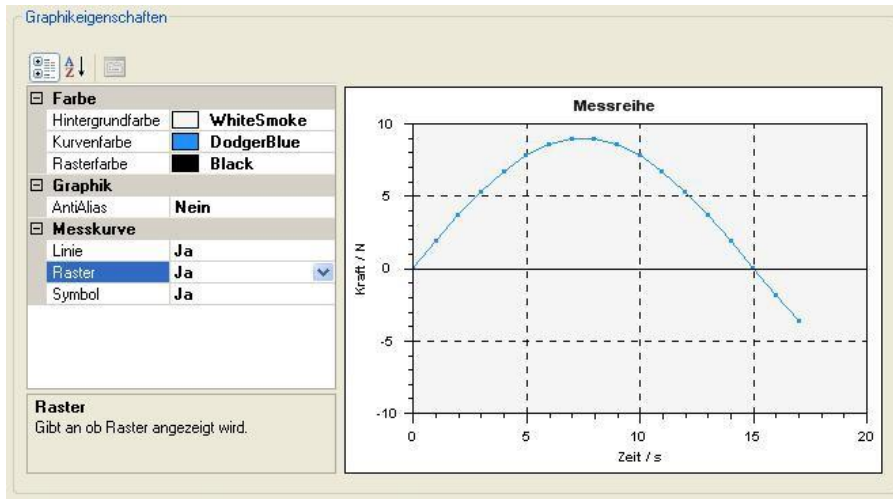 Graphikeigenschaften
A Z
Farbe
Hintergrundfarbe WhiteSmoke
Kurvenfarbe DodgerBlue
Rasterfarbe Black
Graphik
AntiAlias Nein
Messkurve
Linie Ja
Raster Ja
Symbol Ja
Raster
Gibt an ob Raster angezeigt wird.
Messreihe
10
5
0
-5
-10
Kraft / N
0 5 10 15 20
Zeit / s